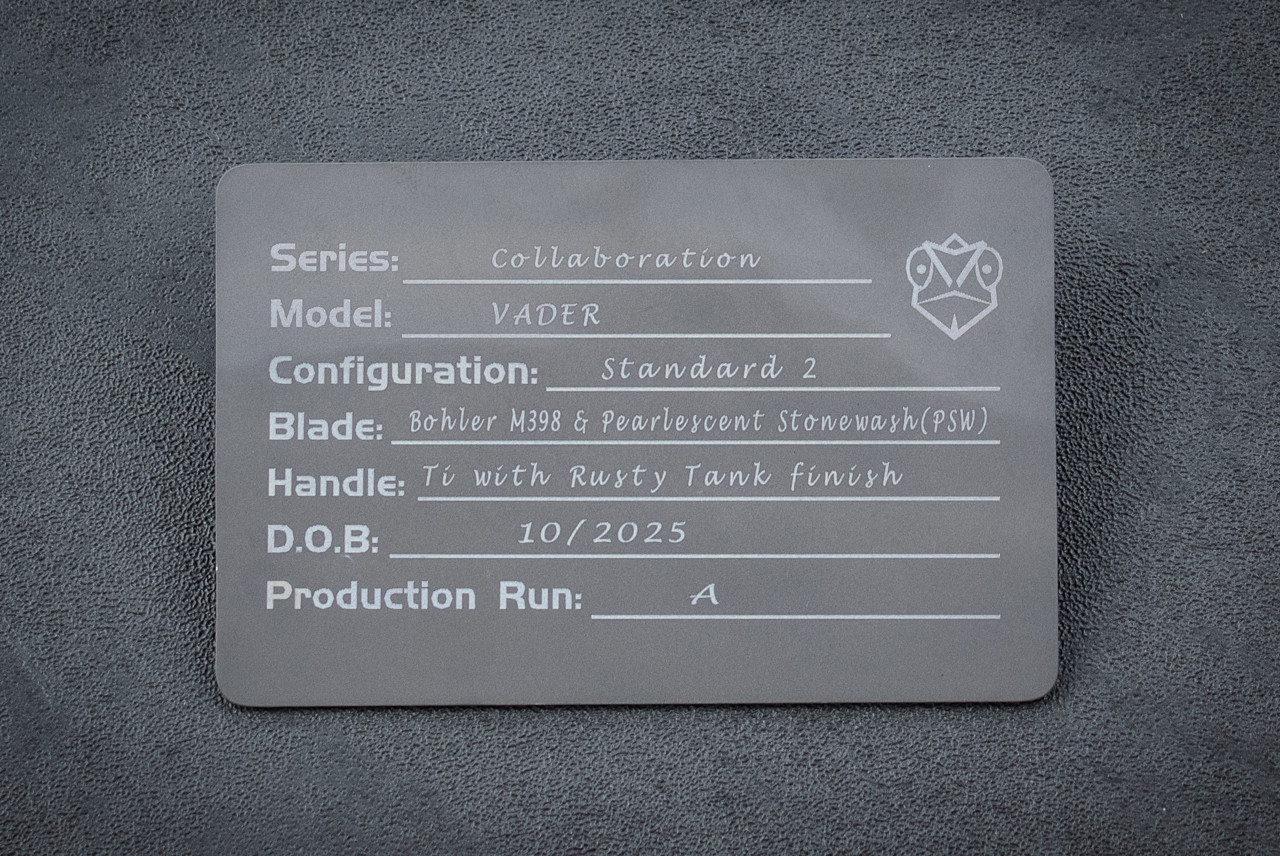 Series: Collaboration
Model: VADER
Configuration: Standard 2
Blade: Bohler M398 & Pearlescent Stonewash(PSW)
Handle: Ti with Rusty Tank finish
D.O.B: 10/2025
Production Run: A